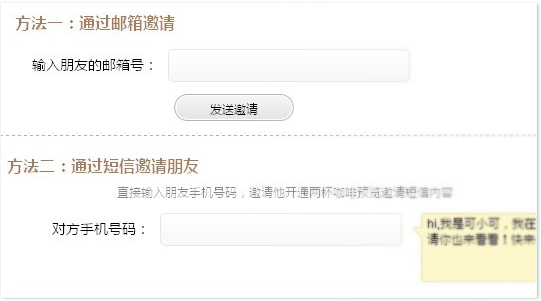 方法一：通过邮箱邀请
输入朋友的邮箱号：
发送邀请
方法二：通过短信邀请朋友
直接输入朋友手机号码，邀请他开通两杯咖啡预览邀请短信内容
对方手机号码：
hi,我是可小可，我在
请你也来看看！快来